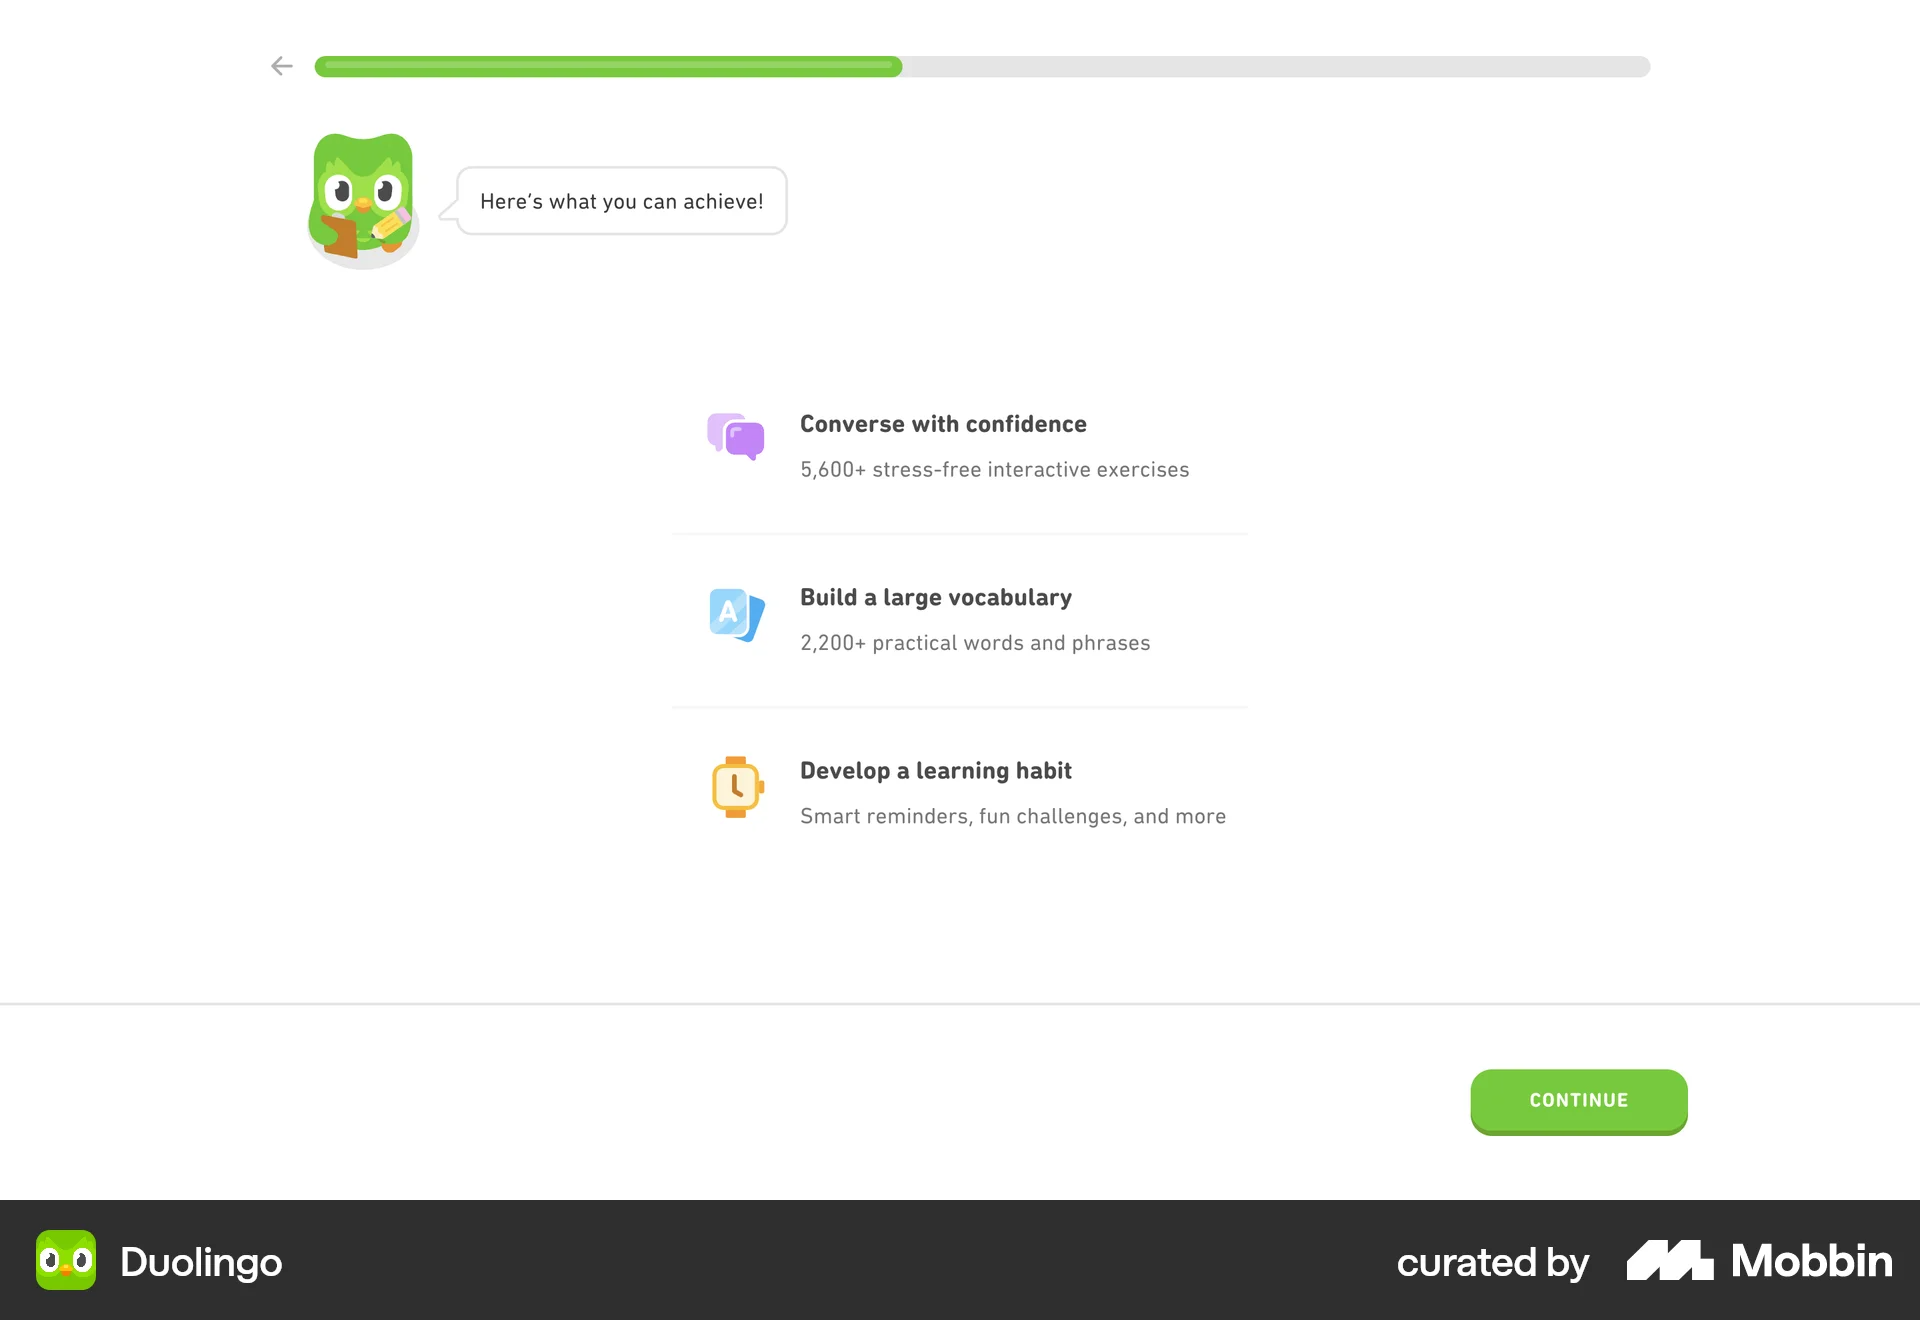 Here’s what you can achieve!
Converse with confidence
5,600+ stress-free interactive exercises
A
Build a large vocabulary
2,200+ practical words and phrases
Develop a learning habit
Smart reminders, fun challenges, and more
CONTINUE
Duolingo
curated by Mobbin